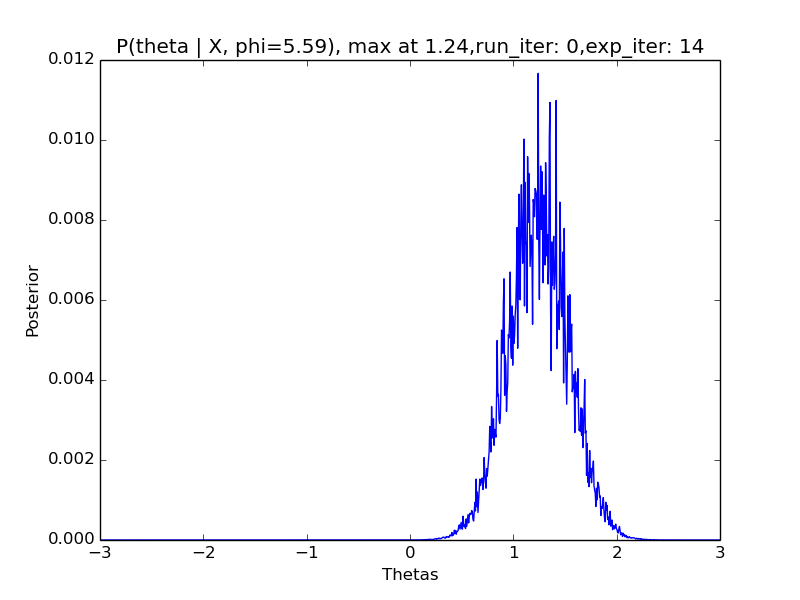 P(theta | X, phi=5.59), max at 1.24,run_iter: 0,exp_iter: 14
0.012
0.010
0.008
0.006
0.004
0.002
0.000
Posterior
−3 −2 −1 0 1 2 3
Thetas